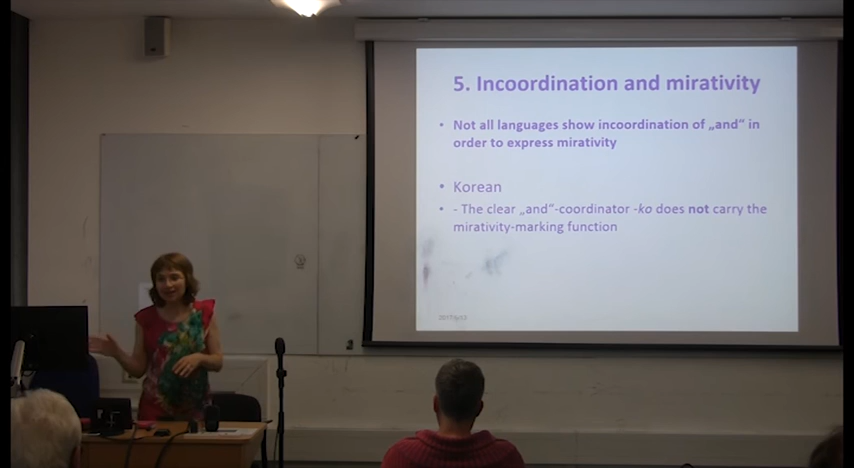 5. Incoordination and mirativity
• Not all languages show incoordination of „and“ in
order to express mirativity
• Korean
• - The clear „and“-coordinator -ko does not carry the
mirativity-marking function